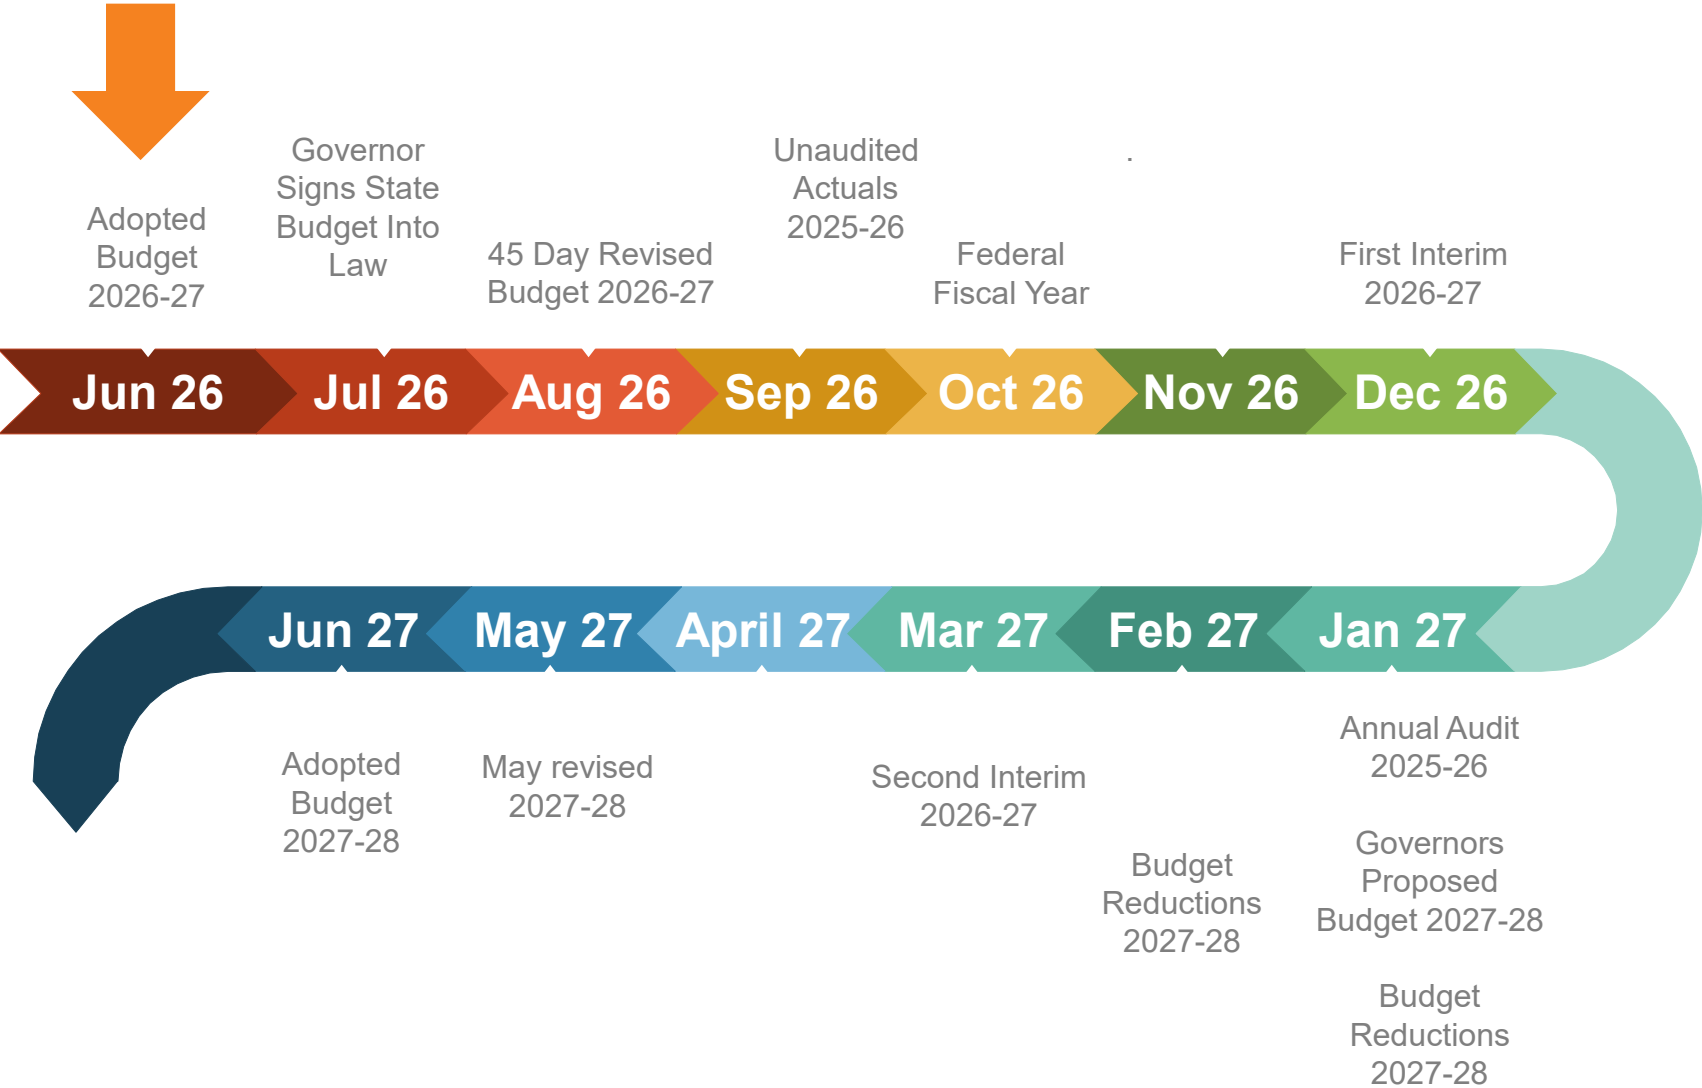 Adopted
Budget
2026-27
Governor
Signs State
Budget Into
Law
45 Day Revised
Budget 2026-27
Unaudited
Actuals
2025-26
Federal
Fiscal Year
.
First Interim
2026-27
Jun 26
Jul 26
Aug 26
Sep 26
Oct 26
Nov 26
Dec 26
Jun 27
May 27
April 27
Mar 27
Feb 27
Jan 27
Adopted
Budget
2027-28
May revised
2027-28
Second Interim
2026-27
Budget
Reductions
2027-28
Annual Audit
2025-26
Governors
Proposed
Budget 2027-28
Budget
Reductions
2027-28